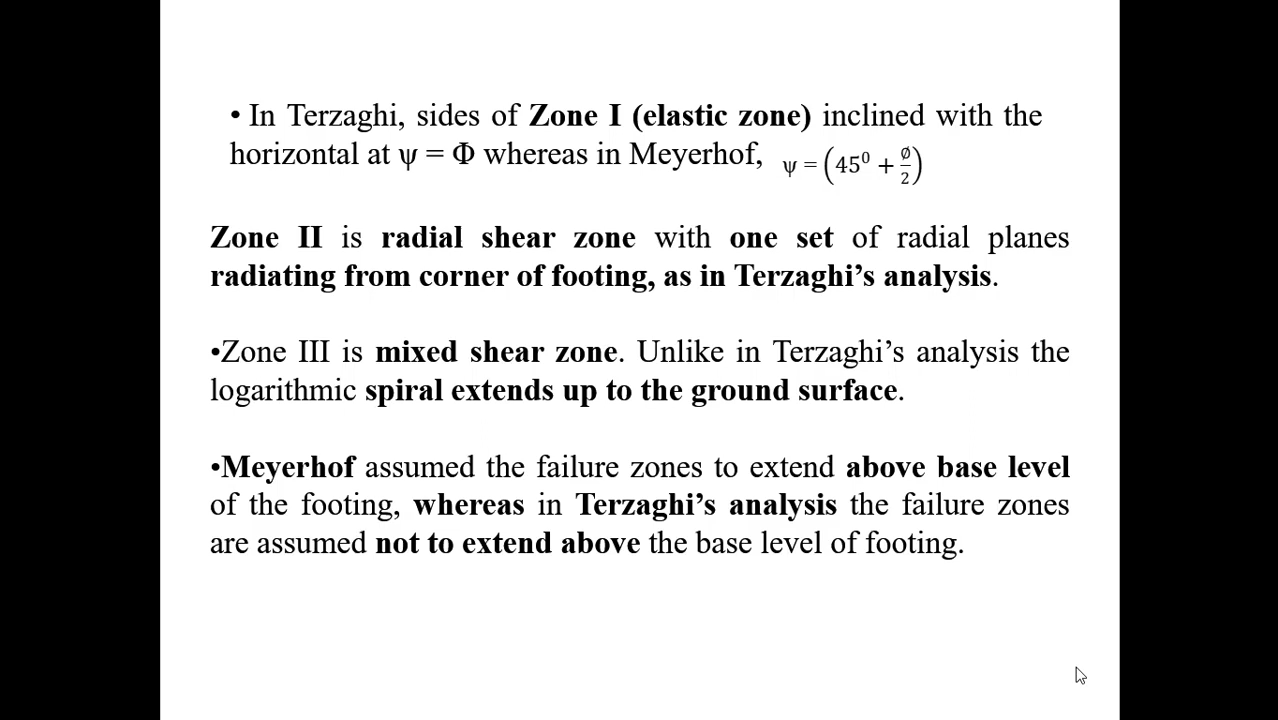 • In Terzaghi, sides of Zone I (elastic zone) inclined with the
horizontal at ψ = Φ whereas in Meyerhof, ψ = (45⁰ + ∅/2)
Zone II is radial shear zone with one set of radial planes
radiating from corner of footing, as in Terzaghi’s analysis.
•Zone III is mixed shear zone. Unlike in Terzaghi’s analysis the
logarithmic spiral extends up to the ground surface.
•Meyerhof assumed the failure zones to extend above base level
of the footing, whereas in Terzaghi’s analysis the failure zones
are assumed not to extend above the base level of footing.